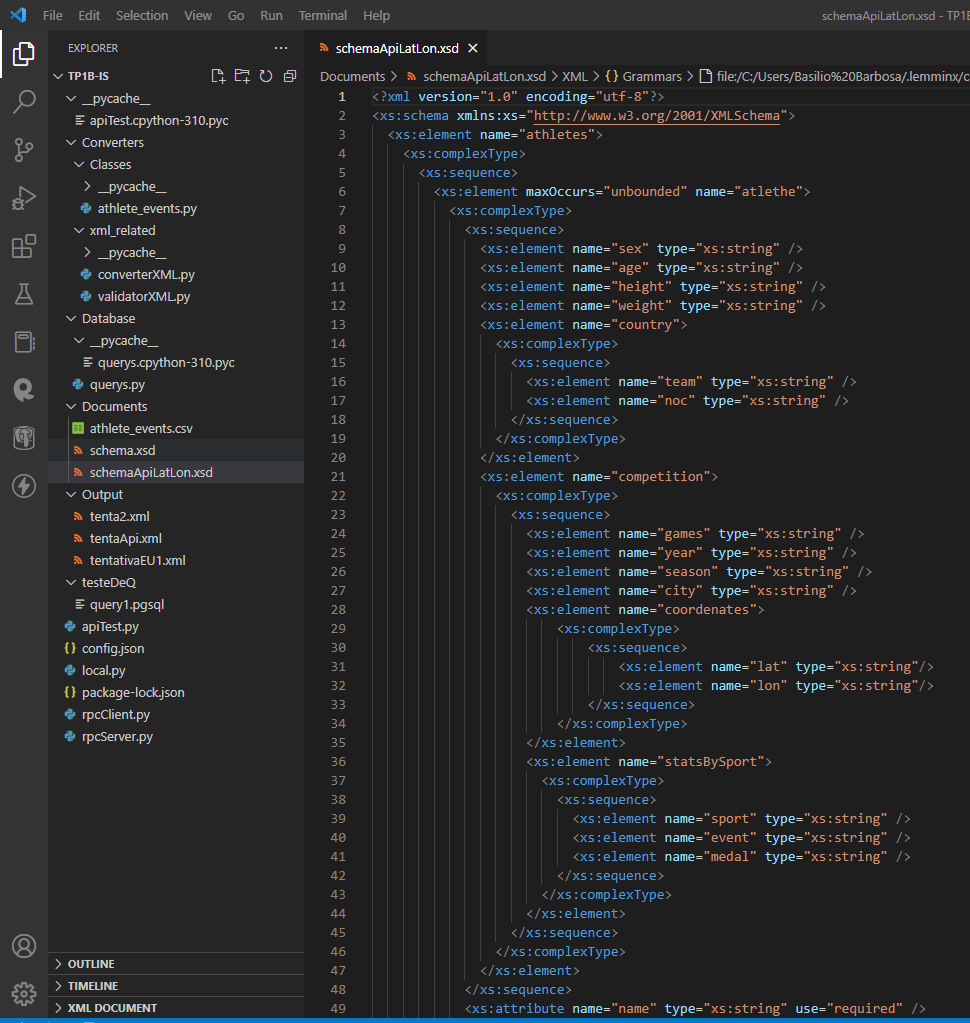 File Edit Selection View Go Run Terminal Help
schemaApiLatLon.xsd - TP1B
EXPLORER ...
TP1B-IS
__pycache__
apiTest.cpython-310.pyc
Converters
Classes
__pycache__
athlete_events.py
xml_related
__pycache__
converterXML.py
validatorXML.py
Database
__pycache__
querys.cpython-310.pyc
querys.py
Documents
athlete_events.csv
schema.xsd
schemaApiLatLon.xsd
Output
tenta2.xml
tentaApi.xml
tentativaEU1.xml
testeDeQ
query1.pgsql
apiTest.py
config.json
local.py
package-lock.json
rpcClient.py
rpcServer.py
OUTLINE
TIMELINE
XML DOCUMENT
schemaApiLatLon.xsd
Documents > schemaApiLatLon.xsd > XML > {} Grammars > file:/C:/Users/Basilio%20Barbosa/.lemminx/c
1 <?xml version="1.0" encoding="utf-8"?>
2 <xs:schema xmlns:xs="http://www.w3.org/2001/XMLSchema">
3 <xs:element name="athletes">
4 <xs:complexType>
5 <xs:sequence>
6 <xs:element maxOccurs="unbounded" name="atlethe">
7 <xs:complexType>
8 <xs:sequence>
9 <xs:element name="sex" type="xs:string" />
10 <xs:element name="age" type="xs:string" />
11 <xs:element name="height" type="xs:string" />
12 <xs:element name="weight" type="xs:string" />
13 <xs:element name="country">
14 <xs:complexType>
15 <xs:sequence>
16 <xs:element name="team" type="xs:string" />
17 <xs:element name="noc" type="xs:string" />
18 </xs:sequence>
19 </xs:complexType>
20 </xs:element>
21 <xs:element name="competition">
22 <xs:complexType>
23 <xs:sequence>
24 <xs:element name="games" type="xs:string" />
25 <xs:element name="year" type="xs:string" />
26 <xs:element name="season" type="xs:string" />
27 <xs:element name="city" type="xs:string" />
28 <xs:element name="coordenates">
29 <xs:complexType>
30 <xs:sequence>
31 <xs:element name="lat" type="xs:string"/>
32 <xs:element name="lon" type="xs:string"/>
33 </xs:sequence>
34 </xs:complexType>
35 </xs:element>
36 <xs:element name="statsBySport">
37 <xs:complexType>
38 <xs:sequence>
39 <xs:element name="sport" type="xs:string" />
40 <xs:element name="event" type="xs:string" />
41 <xs:element name="medal" type="xs:string" />
42 </xs:sequence>
43 </xs:complexType>
44 </xs:element>
45 </xs:sequence>
46 </xs:complexType>
47 </xs:element>
48 </xs:sequence>
49 <xs:attribute name="name" type="xs:string" use="required" />